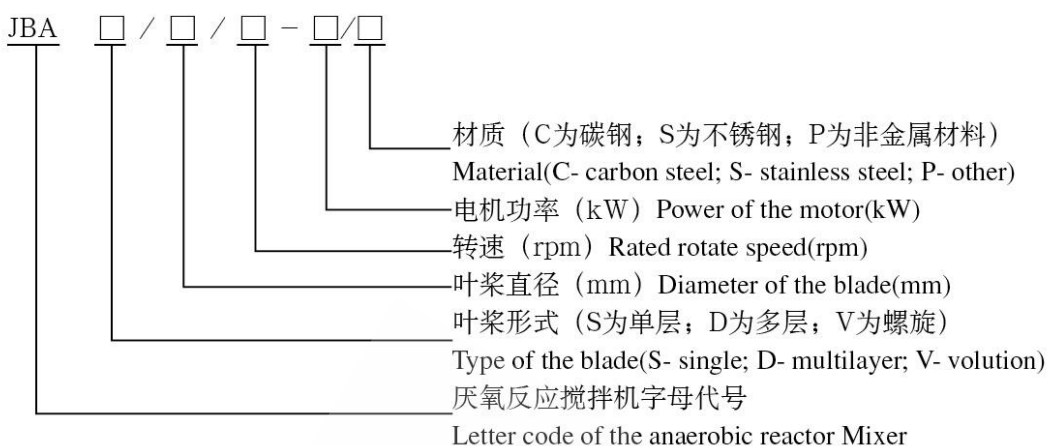 JBA □/□/□-□/□
材质（C为碳钢；S为不锈钢；P为非金属材料）
Material(C- carbon steel; S- stainless steel; P- other)
电机功率（kW）Power of the motor(kW)
转速（rpm）Rated rotate speed(rpm)
叶桨直径（mm）Diameter of the blade(mm)
叶桨形式（S为单层；D为多层；V为螺旋）
Type of the blade(S- single; D- multilayer; V- volution)
厌氧反应搅拌机字母代号
Letter code of the anaerobic reactor Mixer